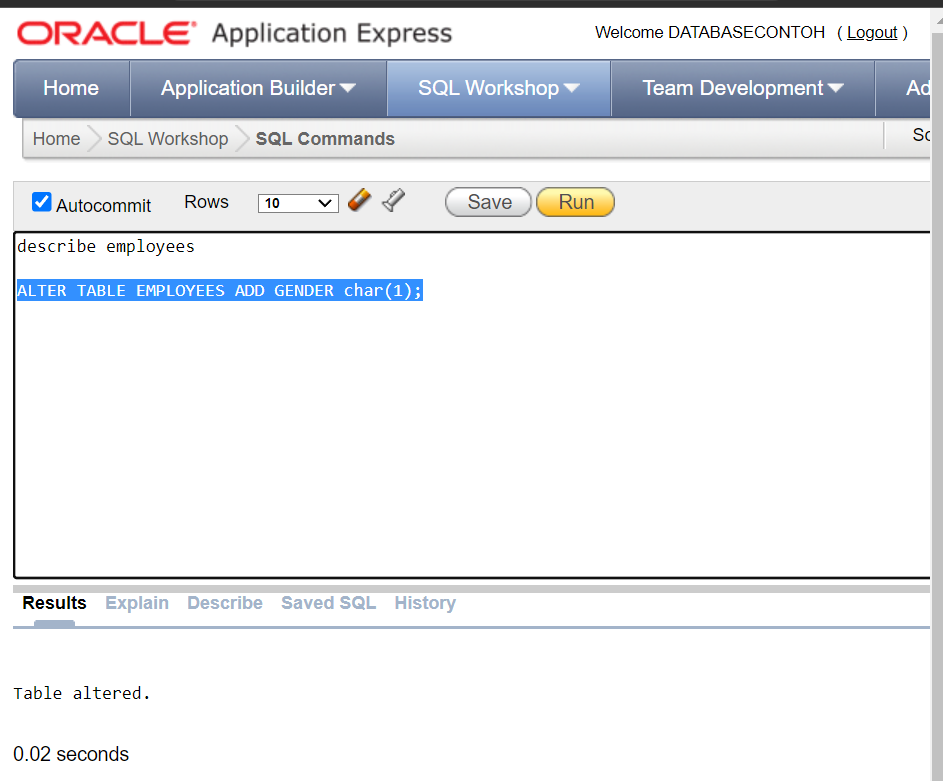 ORACLE® Application Express
Welcome DATABASECONTOH ( Logout )
Home
Application Builder
SQL Workshop
Team Development
Home
SQL Workshop
SQL Commands
Autocommit
Rows
10
Save
Run
describe employees
ALTER TABLE EMPLOYEES ADD GENDER char(1);
Results
Explain
Describe
Saved SQL
History
Table altered.
0.02 seconds